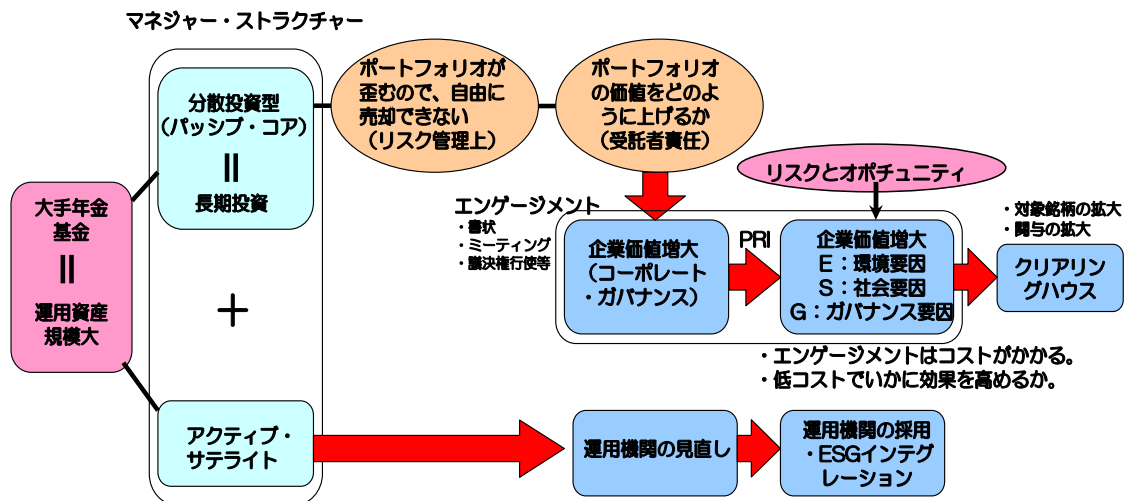 マネジャー・ストラクチャー
大手年金
基金
||
運用資産
規模大
分散投資型
(パッシブ・コア)
||
長期投資
+
アクティブ・
サテライト
ポートフォリオが
歪むので、自由に
売却できない
(リスク管理上)
ポートフォリオ
の価値をどのよ
うに上げるか
(受託者責任)
リスクとオポチュニティ
エンゲージメント
・書状
・ミーティング
・議決権行使等
企業価値増大
(コーポレート
・ガバナンス)
PRI
企業価値増大
E:環境要因
S:社会要因
G:ガバナンス要因
・対象銘柄の拡大
・関与の拡大
クリアリン
グハウス
・エンゲージメントはコストがかかる。
・低コストでいかに効果を高めるか。
運用機関の見直し
運用機関の採用
・ESGインテグ
レーション